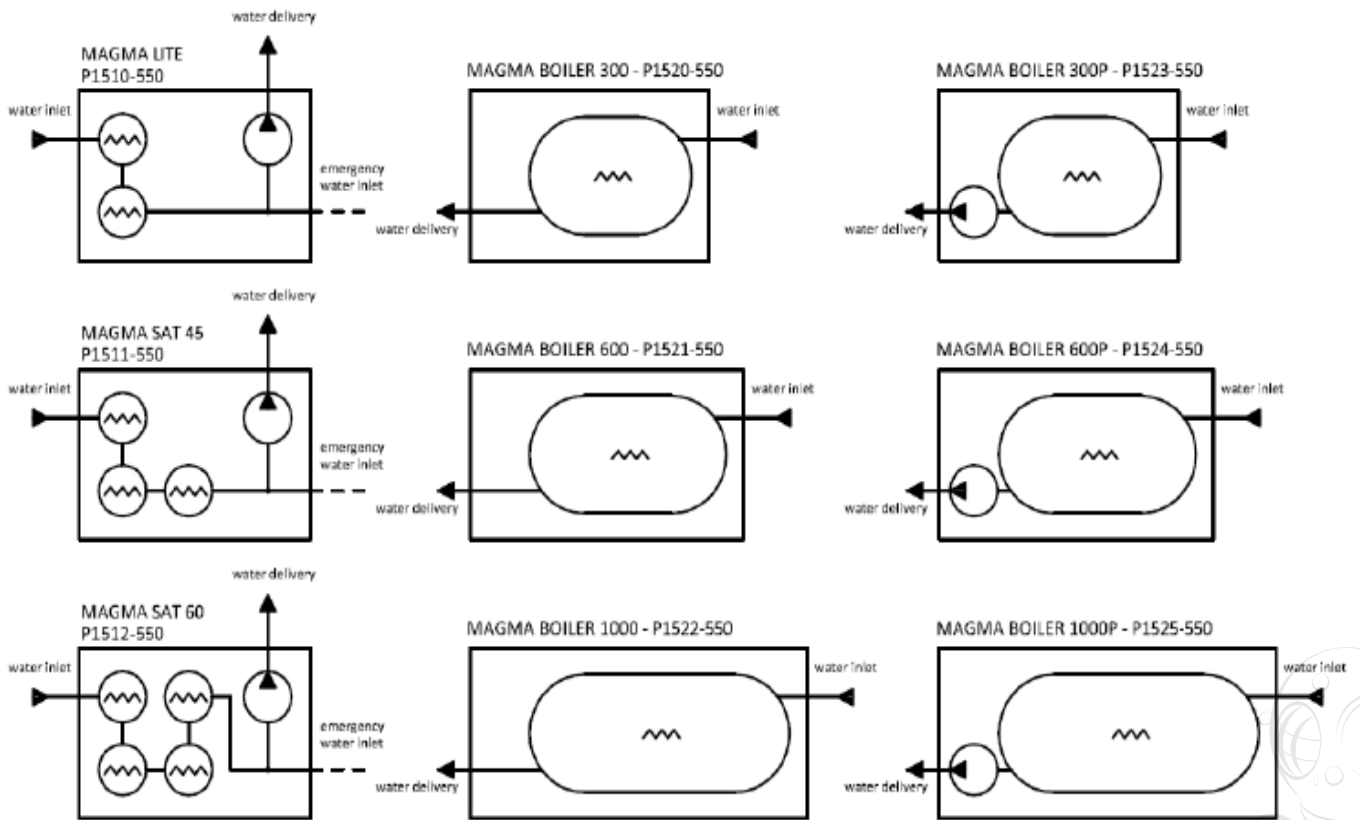 water delivery
MAGMA LITE
P1510-550
water inlet
emergency
water inlet
MAGMA BOILER 300 - P1520-550
water inlet
water delivery
MAGMA BOILER 300P - P1523-550
water inlet
water delivery
water delivery
MAGMA SAT 45
P1511-550
water inlet
emergency
water inlet
MAGMA BOILER 600 - P1521-550
water inlet
water delivery
MAGMA BOILER 600P - P1524-550
water inlet
water delivery
water delivery
MAGMA SAT 60
P1512-550
water inlet
emergency
water inlet
MAGMA BOILER 1000 - P1522-550
water inlet
water delivery
MAGMA BOILER 1000P - P1525-550
water inlet
water delivery